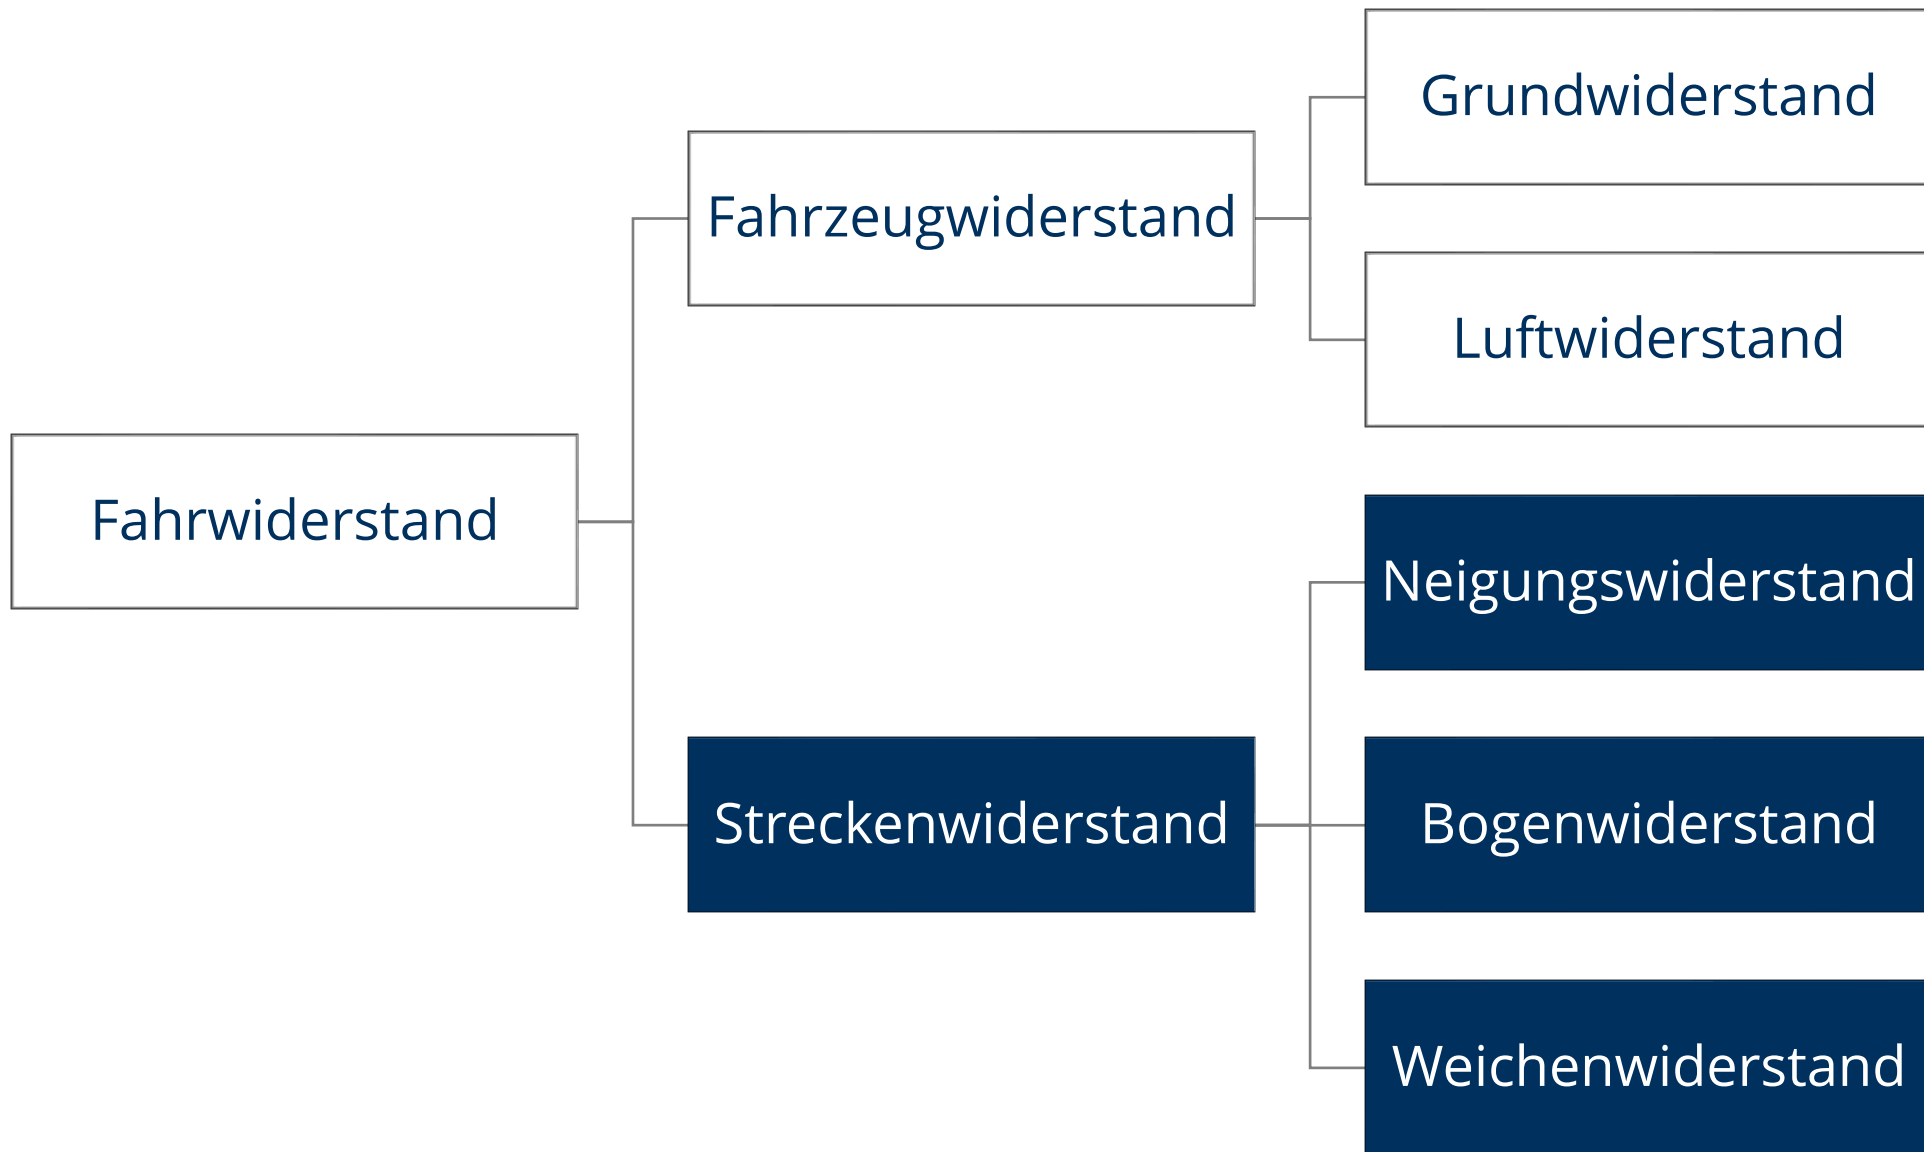 Fahrwiderstand
Fahrzeugwiderstand
Grundwiderstand
Luftwiderstand
Streckenwiderstand
Neigungswiderstand
Bogenwiderstand
Weichenwiderstand